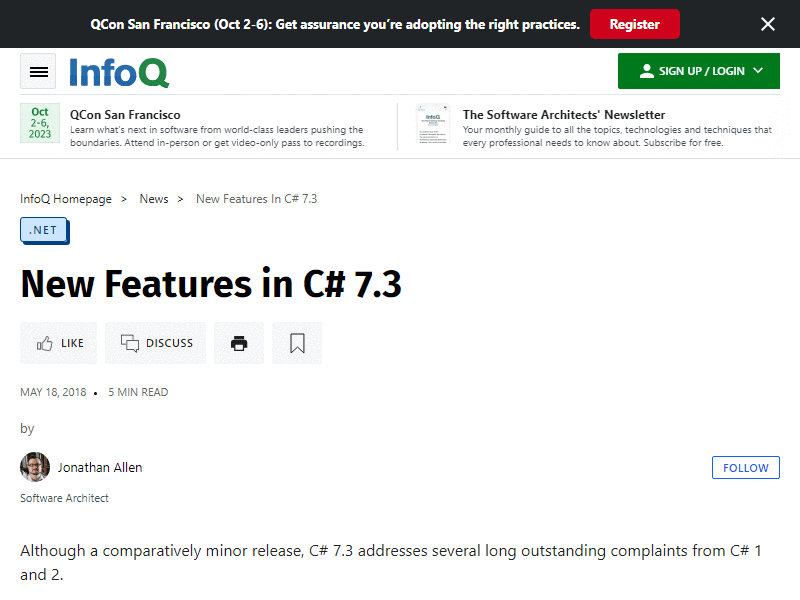 QCon San Francisco (Oct 2-6): Get assurance you're adopting the right practices.
Register
InfoQ
SIGN UP / LOGIN
Oct
2-6,
2023
QCon San Francisco
Learn what's next in software from world-class leaders pushing the
boundaries. Attend in-person or get video-only pass to recordings.
The Software Architects' Newsletter
Your monthly guide to all the topics, technologies and techniques that
every professional needs to know about. Subscribe for free.
InfoQ Homepage > News > New Features In C# 7.3
.NET
New Features in C# 7.3
LIKE
DISCUSS
MAY 18, 2018 • 5 MIN READ
by
Jonathan Allen
FOLLOW
Software Architect
Although a comparatively minor release, C# 7.3 addresses several long outstanding complaints from C# 1
and 2.